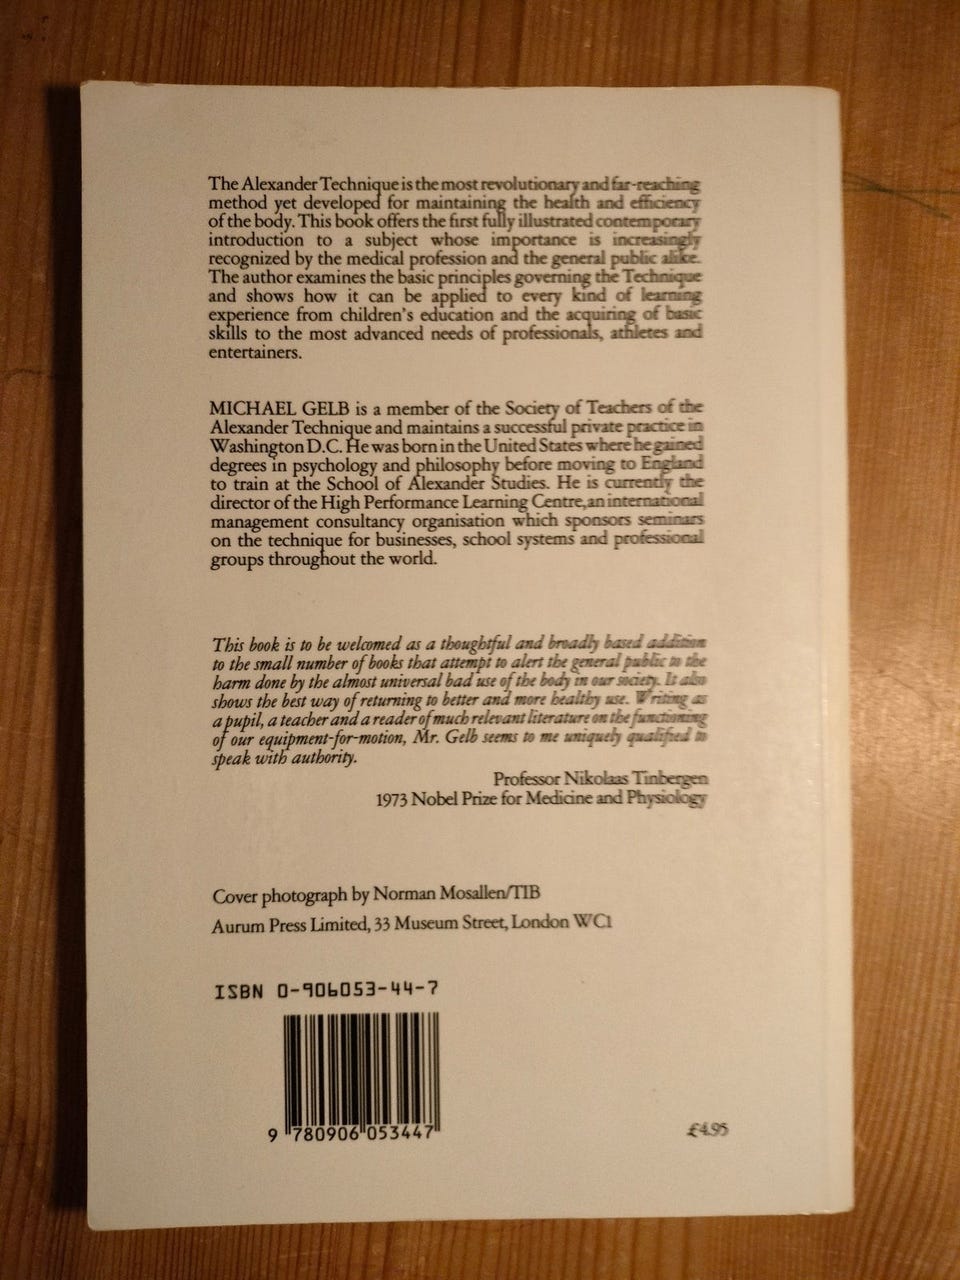 The Alexander Technique is the most revolutionary and far-reaching
method yet developed for maintaining the health and efficiency
of the body. This book offers the first fully illustrated contemporary
introduction to a subject whose importance is increasingly
recognized by the medical profession and the general public alike.
The author examines the basic principles governing the Technique
and shows how it can be applied to every kind of learning
experience from children's education and the acquiring of basic
skills to the most advanced needs of professionals, athletes and
entertainers.
MICHAEL GELB is a member of the Society of Teachers of the
Alexander Technique and maintains a successful private practice in
Washington D.C. He was born in the United States where he gained
degrees in psychology and philosophy before moving to England
to train at the School of Alexander Studies. He is currently the
director of the High Performance Learning Centre, an international
management consultancy organisation which sponsors seminars
on the technique for businesses, school systems and professional
groups throughout the world.
This book is to be welcomed as a thoughtful and broadly based addition
to the small number of books that attempt to alert the general public to the
harm done by the almost universal bad use of the body in our society. It also
shows the best way of returning to better and more healthy use. Writing as
a pupil, a teacher and a reader of much relevant literature on the functioning
of our equipment-for-motion, Mr. Gelb seems to me uniquely qualified to
speak with authority.
Professor Nikolaas Tinbergen
1973 Nobel Prize for Medicine and Physiology
Cover photograph by Norman Mosallen/TIB
Aurum Press Limited, 33 Museum Street, London WC1
ISBN 0-906053-44-7
9 780906 053447
£4.95